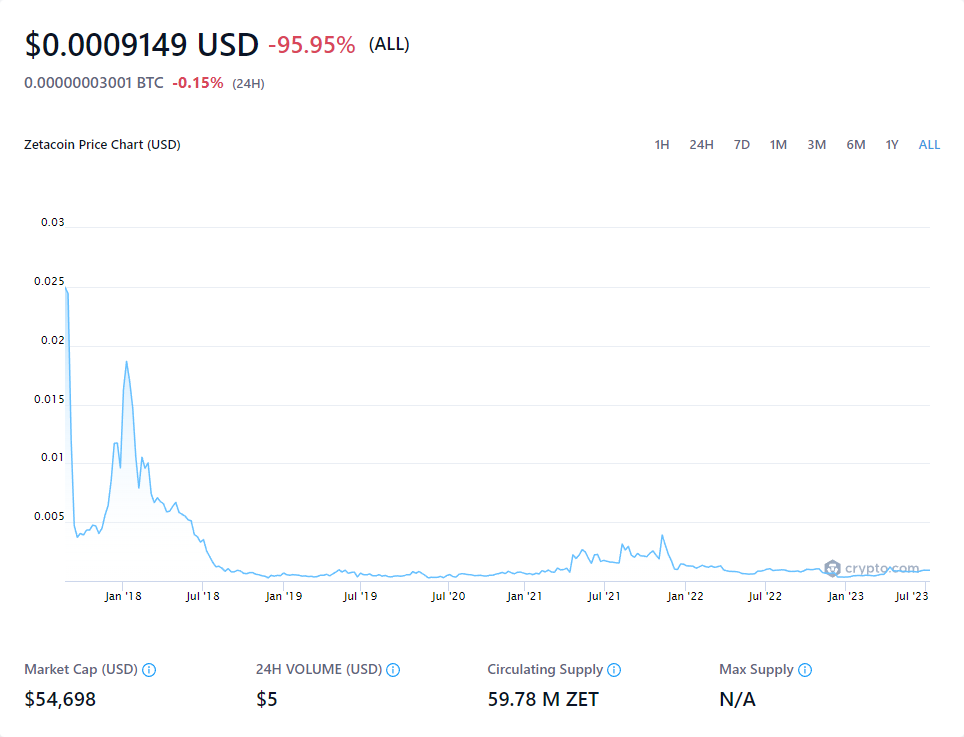 $0.0009149 USD -95.95% (ALL)
0.00000003001 BTC -0.15% (24H)
Zetacoin Price Chart (USD) 1H 24H 7D 1M 3M 6M 1Y ALL
0.03
0.025
0.02
0.015
0.01
0.005
crypto.com
Jan '18 Jul '18 Jan '19 Jul '19 Jul '20 Jan '21 Jul '21 Jan '22 Jul '22 Jan '23 Jul '23
Market Cap (USD) 24H VOLUME (USD) Circulating Supply Max Supply
$54,698 $5 59.78 M ZET N/A